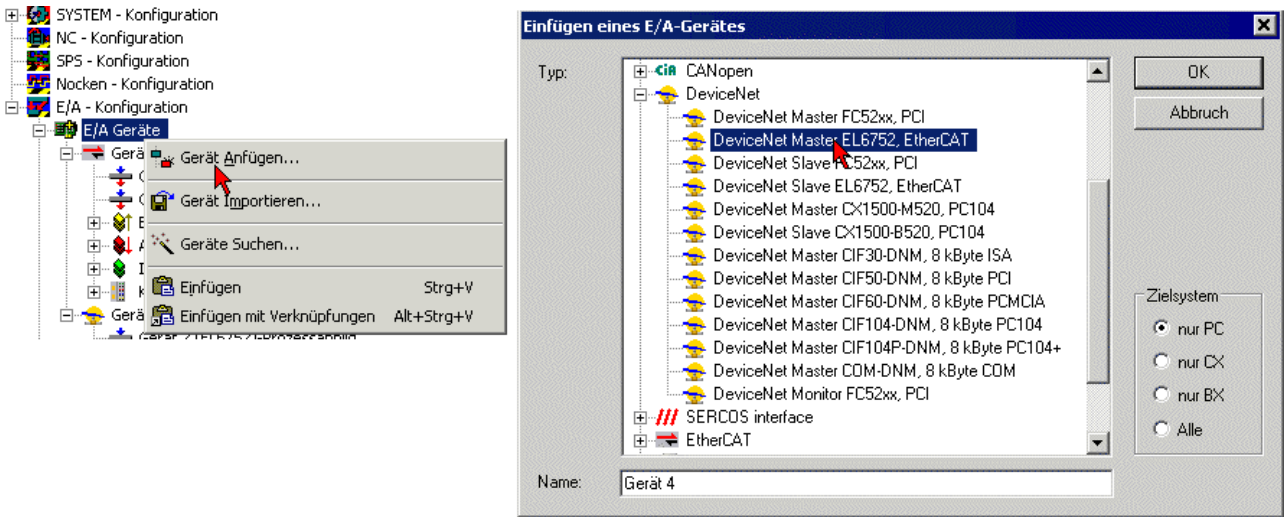 SYSTEM - Konfiguration
NC - Konfiguration
SPS - Konfiguration
Nocken - Konfiguration
E/A - Konfiguration
E/A Geräte
Gerät Anfügen...
Gerät Importieren...
Geräte Suchen...
Einfügen Strg+V
Einfügen mit Verknüpfungen Alt+Strg+V
Einfügen eines E/A-Gerätes
Typ:
CiA CANopen
DeviceNet
DeviceNet Master FC52xx, PCI
DeviceNet Master EL6752, EtherCAT
DeviceNet Slave FC52xx, PCI
DeviceNet Slave EL6752, EtherCAT
DeviceNet Master CX1500-M520, PC104
DeviceNet Slave CX1500-B520, PC104
DeviceNet Master CIF30-DNM, 8 kByte ISA
DeviceNet Master CIF50-DNM, 8 kByte PCI
DeviceNet Master CIF60-DNM, 8 kByte PCMCIA
DeviceNet Master CIF104-DNM, 8 kByte PC104
DeviceNet Master CIF104P-DNM, 8 kByte PC104+
DeviceNet Master COM-DNM, 8 kByte COM
DeviceNet Monitor FC52xx, PCI
SERCOS interface
EtherCAT
OK
Abbruch
Zielsystem
nur PC
nur CX
nur BX
Alle
Name:
Gerät 4